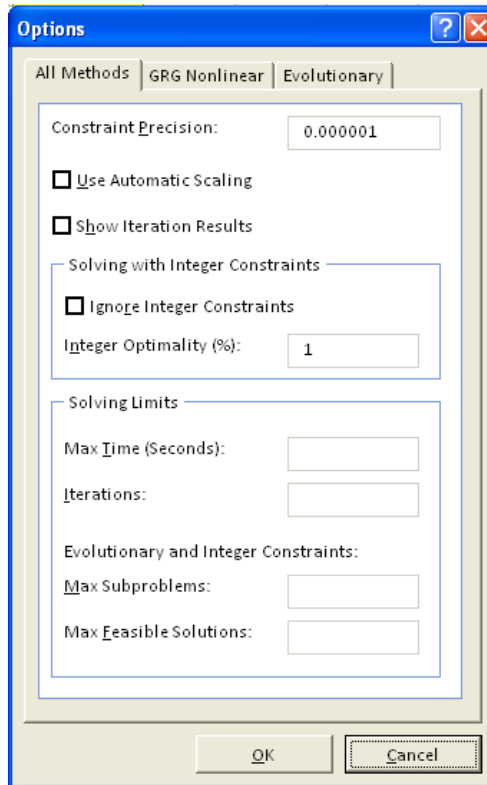 Options
All Methods GRG Nonlinear Evolutionary
Constraint Precision: 0.000001
Use Automatic Scaling
Show Iteration Results
Solving with Integer Constraints
Ignore Integer Constraints
Integer Optimality (%): 1
Solving Limits
Max Time (Seconds):
Iterations:
Evolutionary and Integer Constraints:
Max Subproblems:
Max Feasible Solutions:
OK Cancel